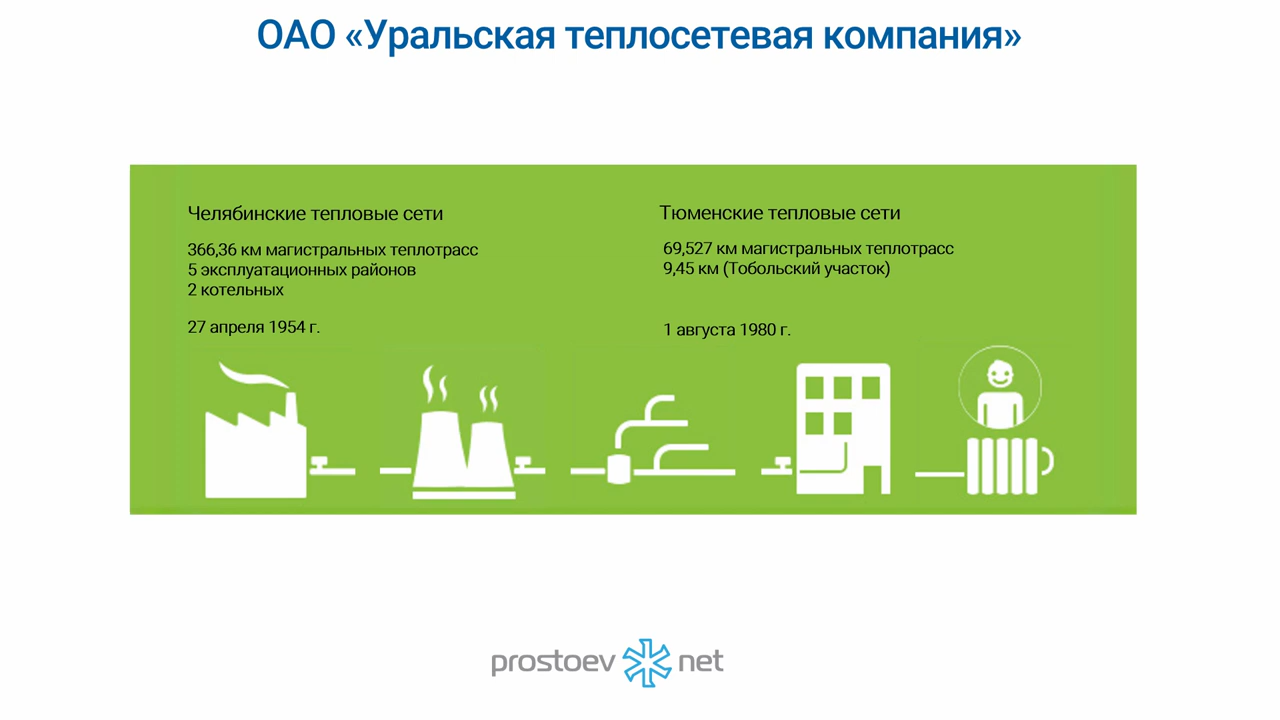 ОАО «Уральская теплосетевая компания»
Челябинские тепловые сети
366,36 км магистральных теплотрасс
5 эксплуатационных районов
2 котельных
27 апреля 1954 г.
Тюменские тепловые сети
69,527 км магистральных теплотрасс
9,45 км (Тобольский участок)
1 августа 1980 г.
prostoev net